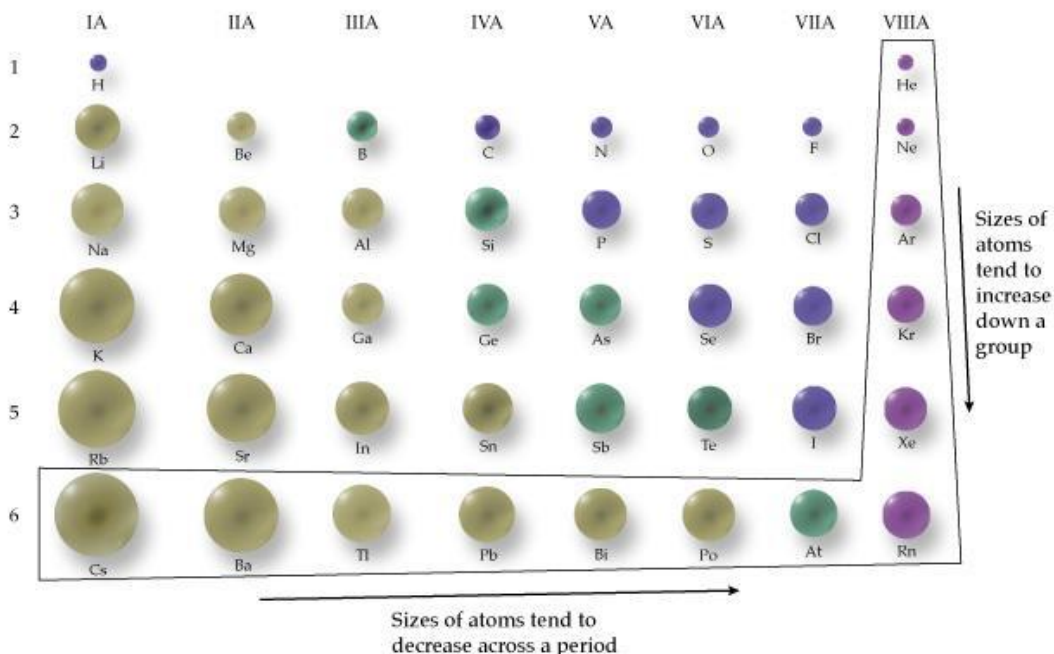 IA IIA IIIA IVA VA VIA VIIA VIIIA
1
H He
2
Li Be B C N O F Ne
3
Na Mg Al Si P S Cl Ar
4
K Ca Ga Ge As Se Br Kr
5
Rb Sr In Sn Sb Te I Xe
6
Cs Ba Tl Pb Bi Po At Rn
Sizes of
atoms
tend to
increase
down a
group
Sizes of atoms tend to
decrease across a period